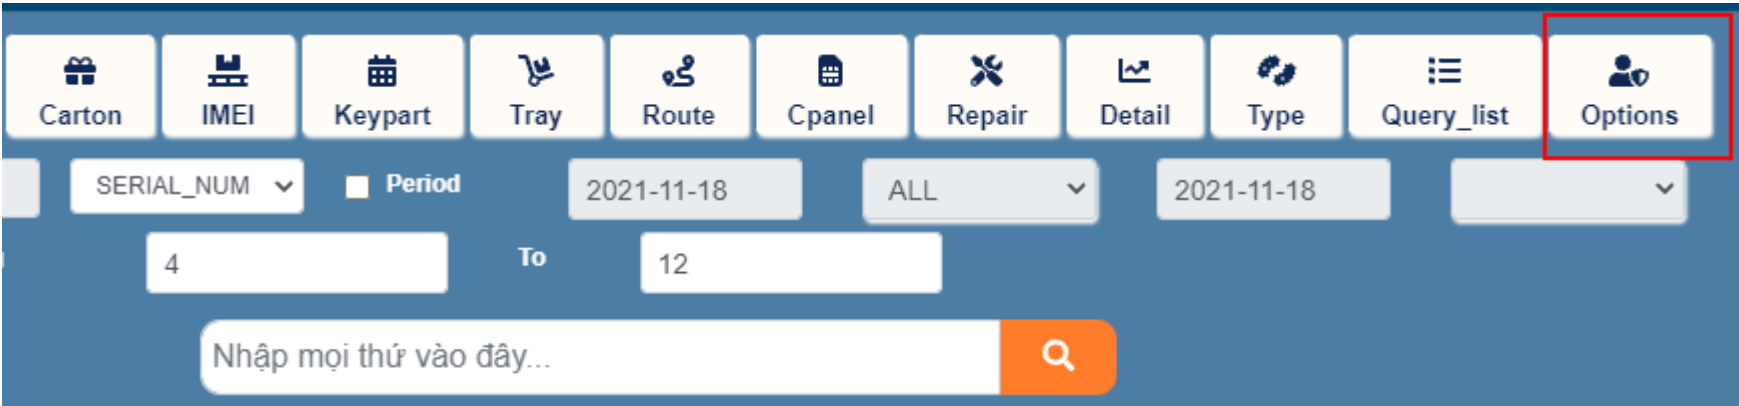 Carton IMEI Keypart Tray Route Cpanel Repair Detail Type Query_list Options
SERIAL_NUM Period 2021-11-18 ALL 2021-11-18
4 To 12
Nhập mọi thứ vào đây...